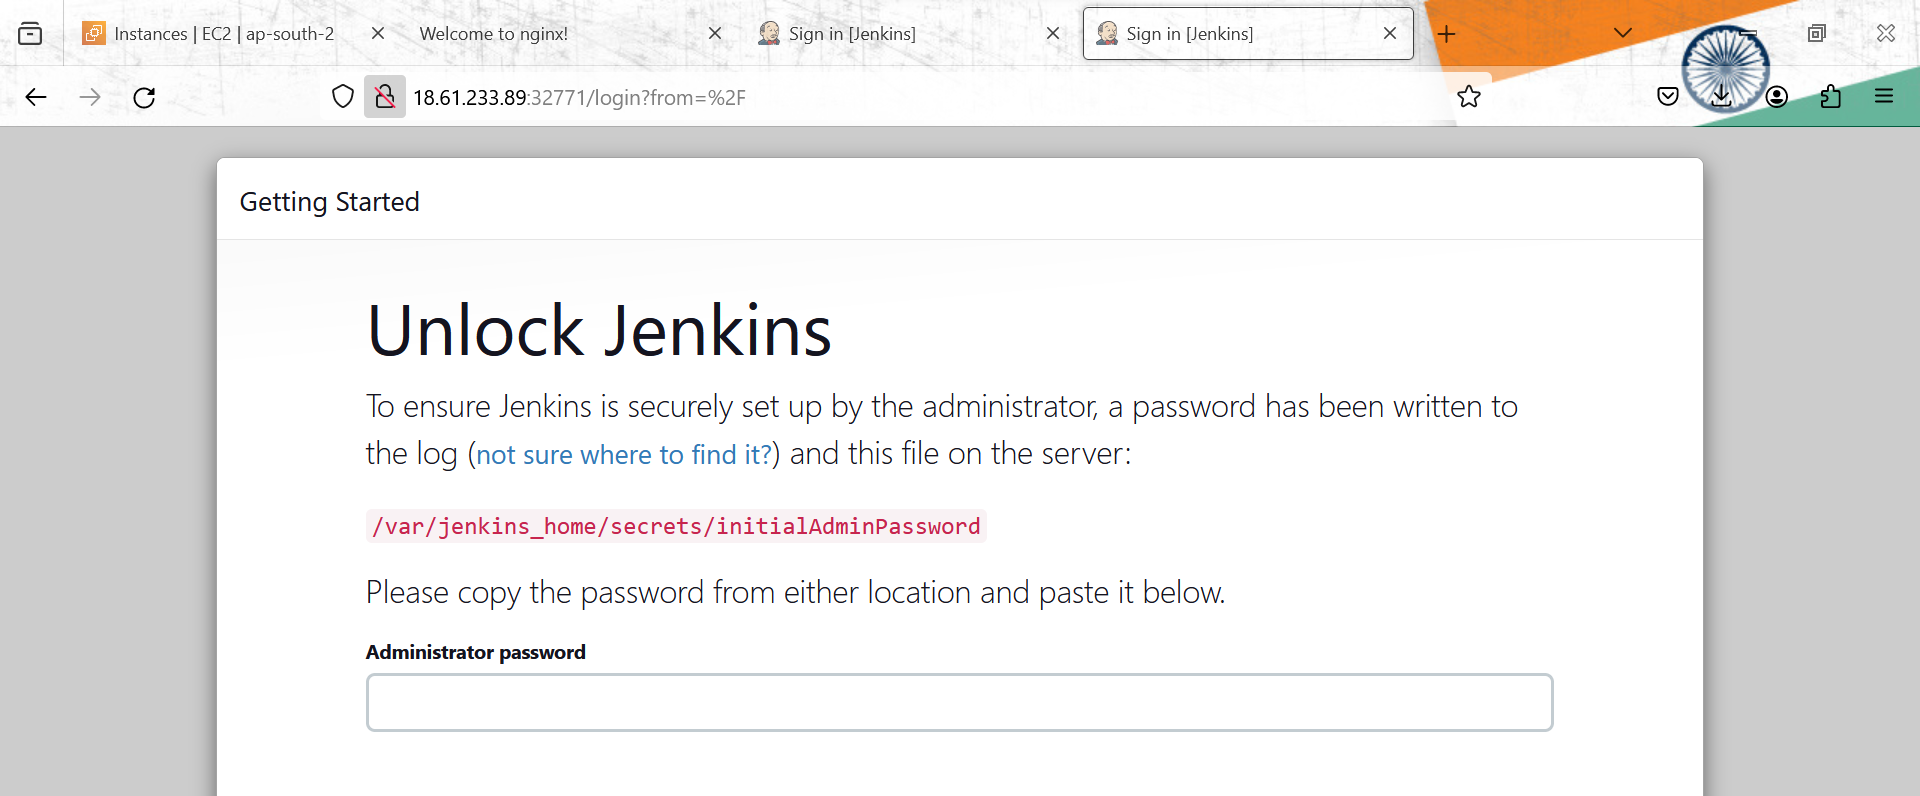 Instances | EC2 | ap-south-2
Welcome to nginx!
Sign in [Jenkins]
Sign in [Jenkins]
18.61.233.89:32771/login?from=%2F
Getting Started
Unlock Jenkins
To ensure Jenkins is securely set up by the administrator, a password has been written to
the log (not sure where to find it?) and this file on the server:
/var/jenkins_home/secrets/initialAdminPassword
Please copy the password from either location and paste it below.
Administrator password